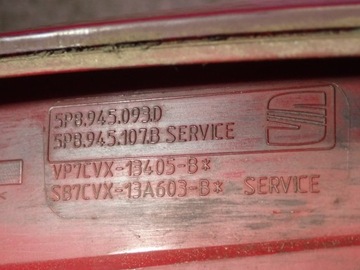 5P8.945.093.D
5P8.945.107.B SERVICE
VP7CVX-13405-B*
SB7CVX-13A603-B* SERVICE